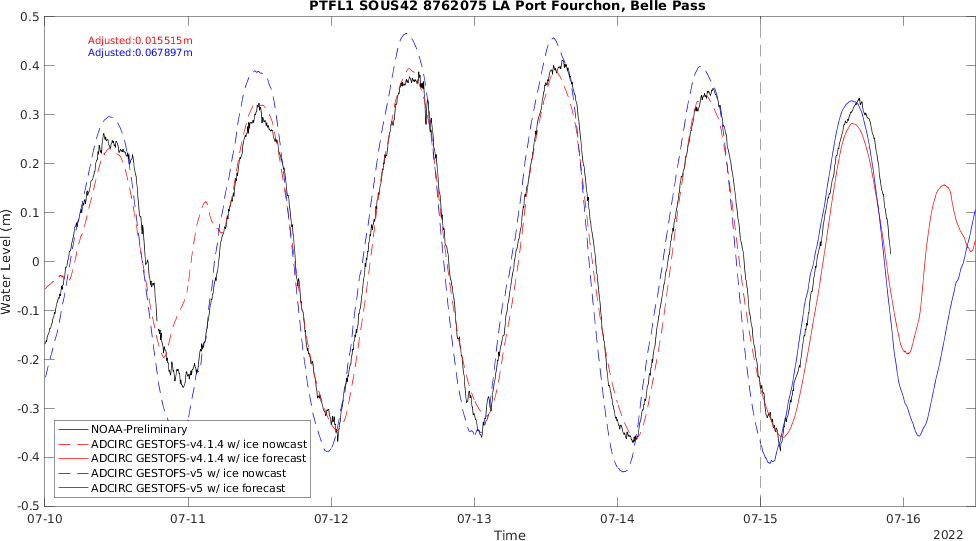 PTFL1 SOUS42 8762075 LA Port Fourchon, Belle Pass
0.5
Adjusted:0.015515m
Adjusted:0.067897m
0.4
0.3
0.2
0.1
0
-0.1
-0.2
-0.3
-0.4
-0.5
Water Level (m)
NOAA-Preliminary
ADCIRC GESTOFS-v4.1.4 w/ ice nowcast
ADCIRC GESTOFS-v4.1.4 w/ ice forecast
ADCIRC GESTOFS-v5 w/ ice nowcast
ADCIRC GESTOFS-v5 w/ ice forecast
07-10 07-11 07-12 07-13 07-14 07-15 07-16
Time
2022